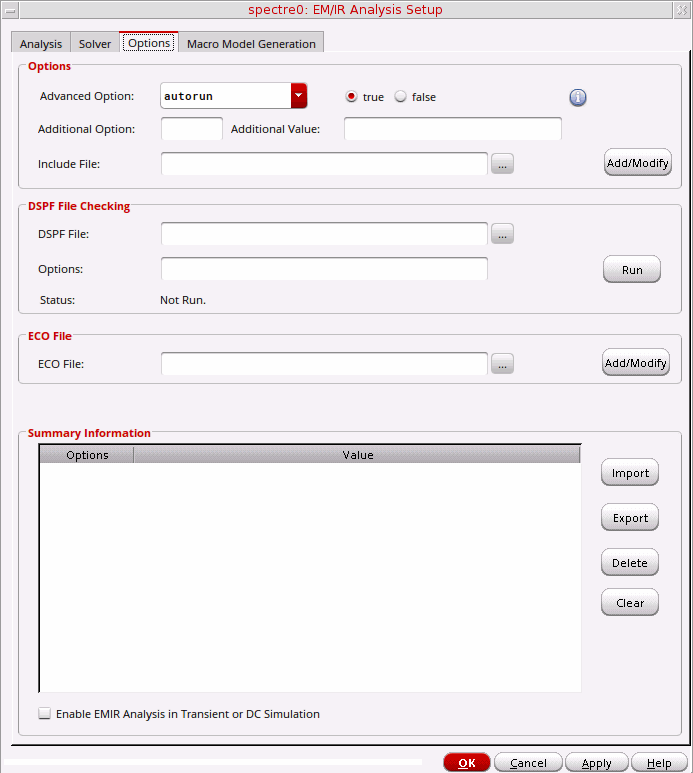 spectre0: EM/IR Analysis Setup
Analysis Solver Options Macro Model Generation
Options
Advanced Option: autorun true false
Additional Option: Additional Value:
Include File: ... Add/Modify
DSPF File Checking
DSPF File: ...
Options: Run
Status: Not Run.
ECO File
ECO File: ... Add/Modify
Summary Information
Options Value
Import
Export
Delete
Clear
Enable EMIR Analysis in Transient or DC Simulation
OK Cancel Apply Help